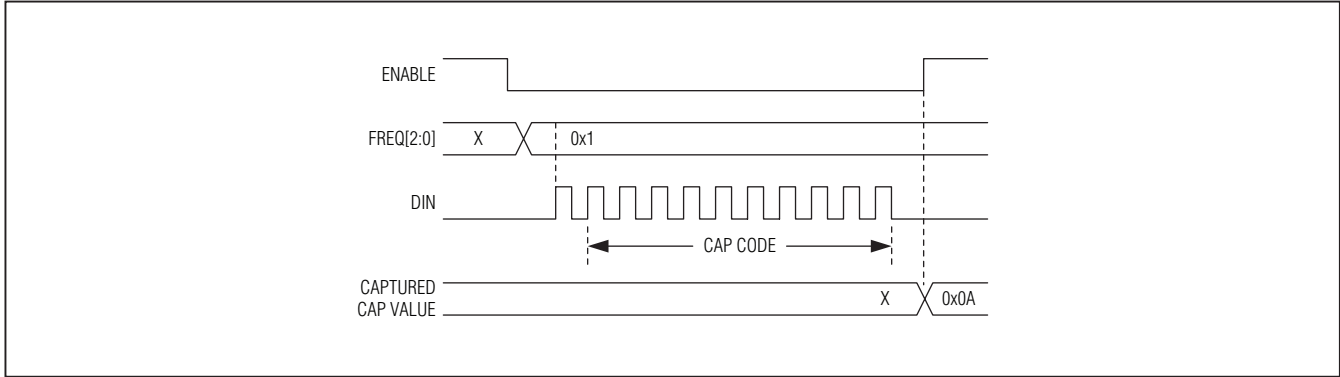 ENABLE
FREQ[2:0] X 0x1
DIN
CAP CODE
CAPTURED
CAP VALUE X 0x0A